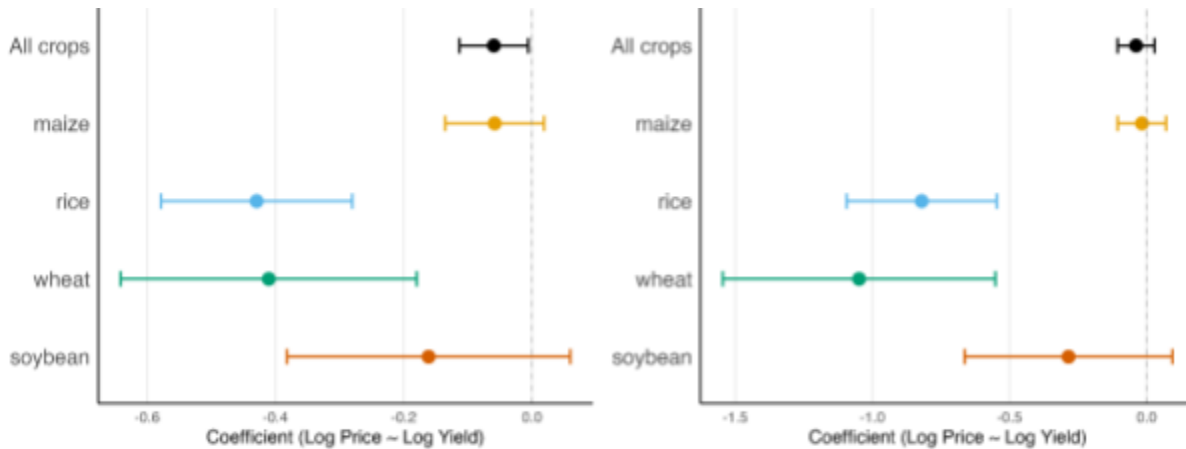 All crops
maize
rice
wheat
soybean
-0.6 -0.4 -0.2 0.0
Coefficient (Log Price ~ Log Yield)
All crops
maize
rice
wheat
soybean
-1.5 -1.0 -0.5 0.0
Coefficient (Log Price ~ Log Yield)